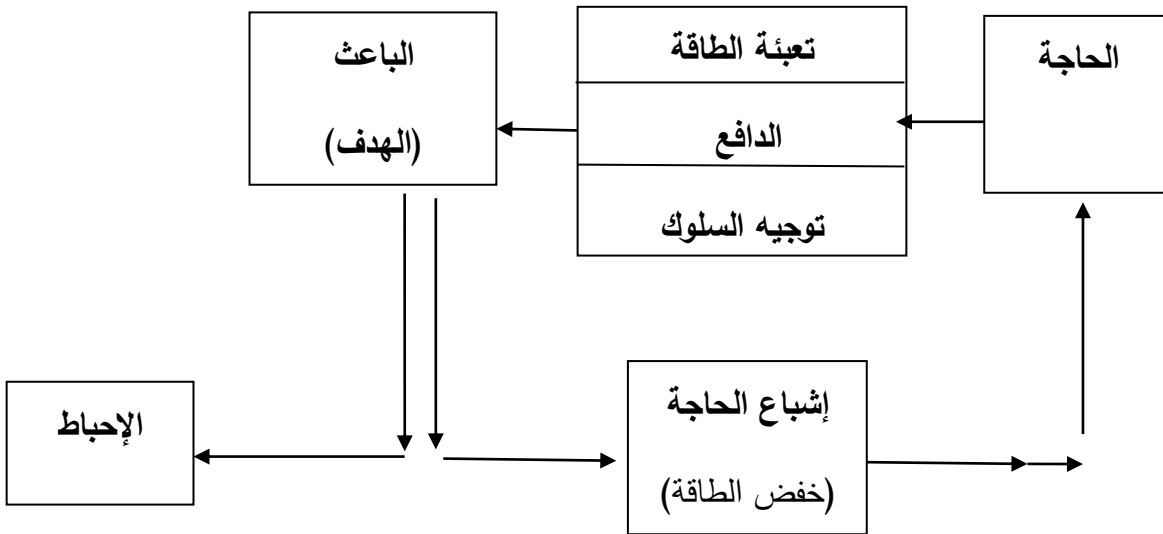 الحاجة
تعبئة الطاقة
الدافع
توجيه السلوك
الباعث
(الهدف)
إشباع الحاجة
(خفض الطاقة)
الإحباط